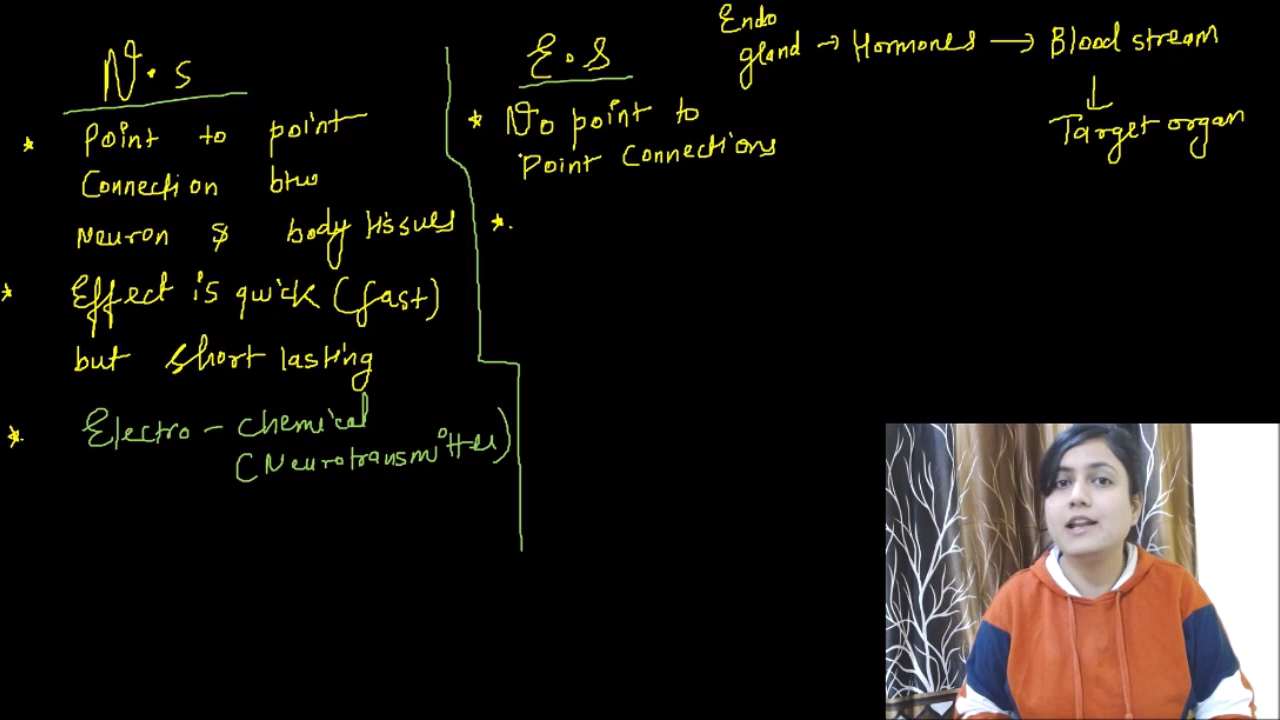 N.S
* Point to point
Connection btw
Neuron & body tissues
* Effect is quick (fast)
but short lasting
* Electro - chemical
(Neurotransmitter)
E.S
* No point to
Point Connections
*.
Endo
gland → Hormones → Blood stream
↓
Target organ